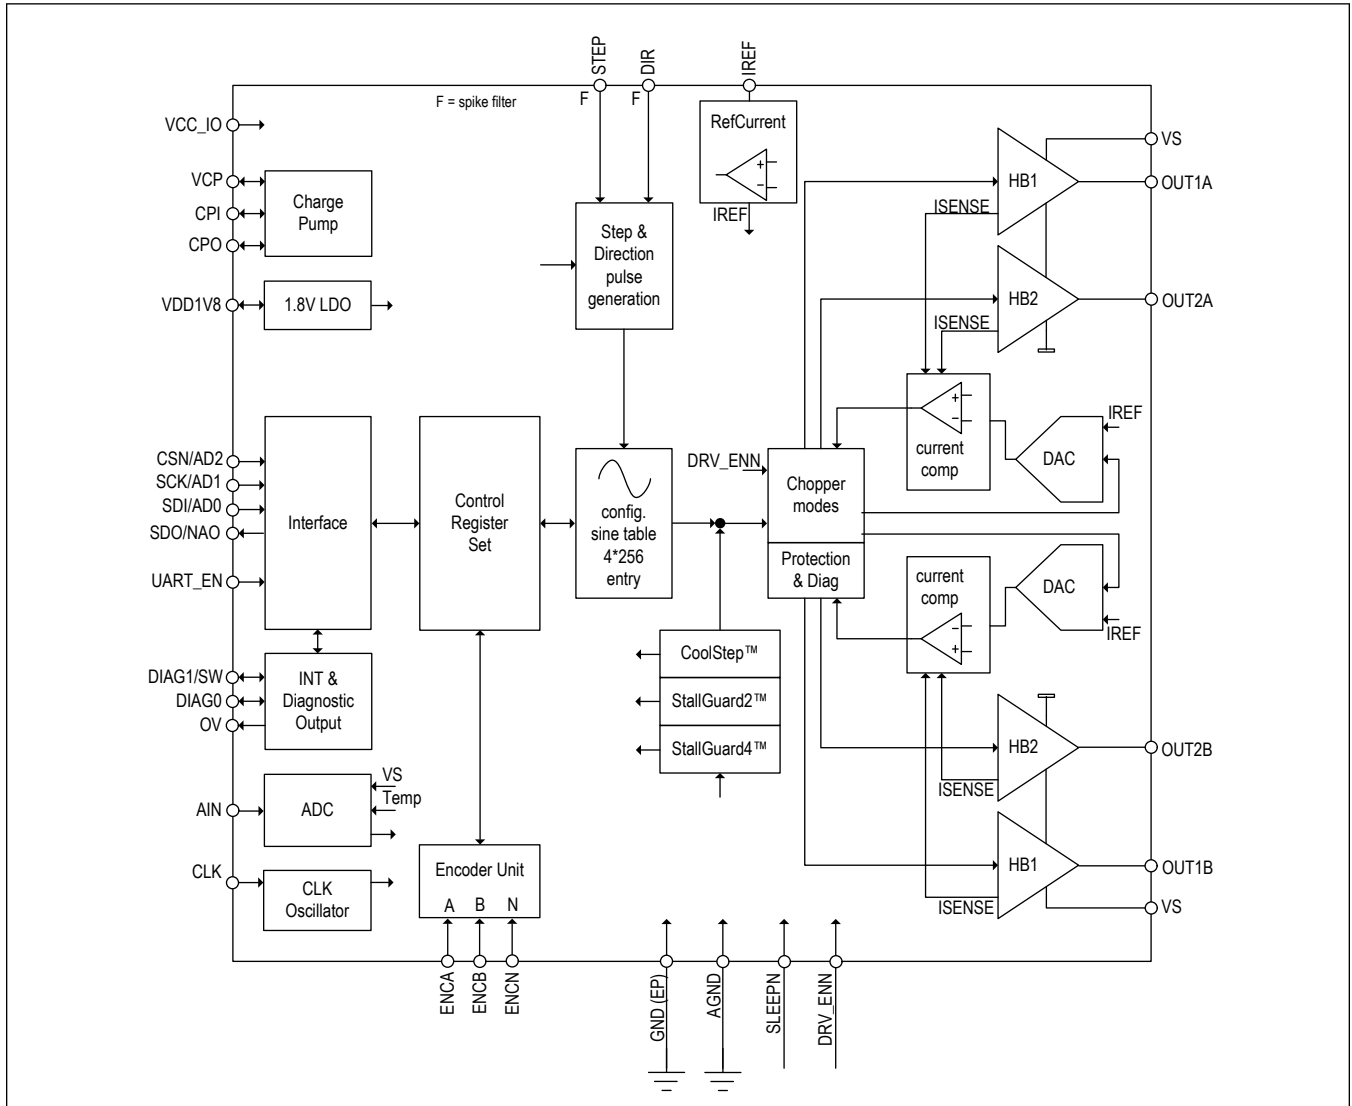 STEP
DIR
IREF
F = spike filter
F
F
VCC_IO
RefCurrent
+
−
IREF
VS
HB1
OUT1A
ISENSE
VCP
CPI
CPO
Charge
Pump
Step &
Direction
pulse
generation
HB2
OUT2A
ISENSE
VDD1V8
1.8V LDO
+
−
current
comp
IREF
DAC
CSN/AD2
SCK/AD1
SDI/AD0
SDO/NAO
UART_EN
Interface
Control
Register
Set
config.
sine table
4*256
entry
DRV_ENN
Chopper
modes
Protection
& Diag
current
comp
−
+
DAC
IREF
DIAG1/SW
DIAG0
OV
INT &
Diagnostic
Output
CoolStep™
StallGuard2™
StallGuard4™
HB2
OUT2B
ISENSE
AIN
ADC
VS
Temp
HB1
OUT1B
ISENSE
VS
CLK
CLK
Oscillator
Encoder Unit
A B N
ENCA
ENCB
ENCN
GND (EP)
AGND
SLEEPN
DRV_ENN